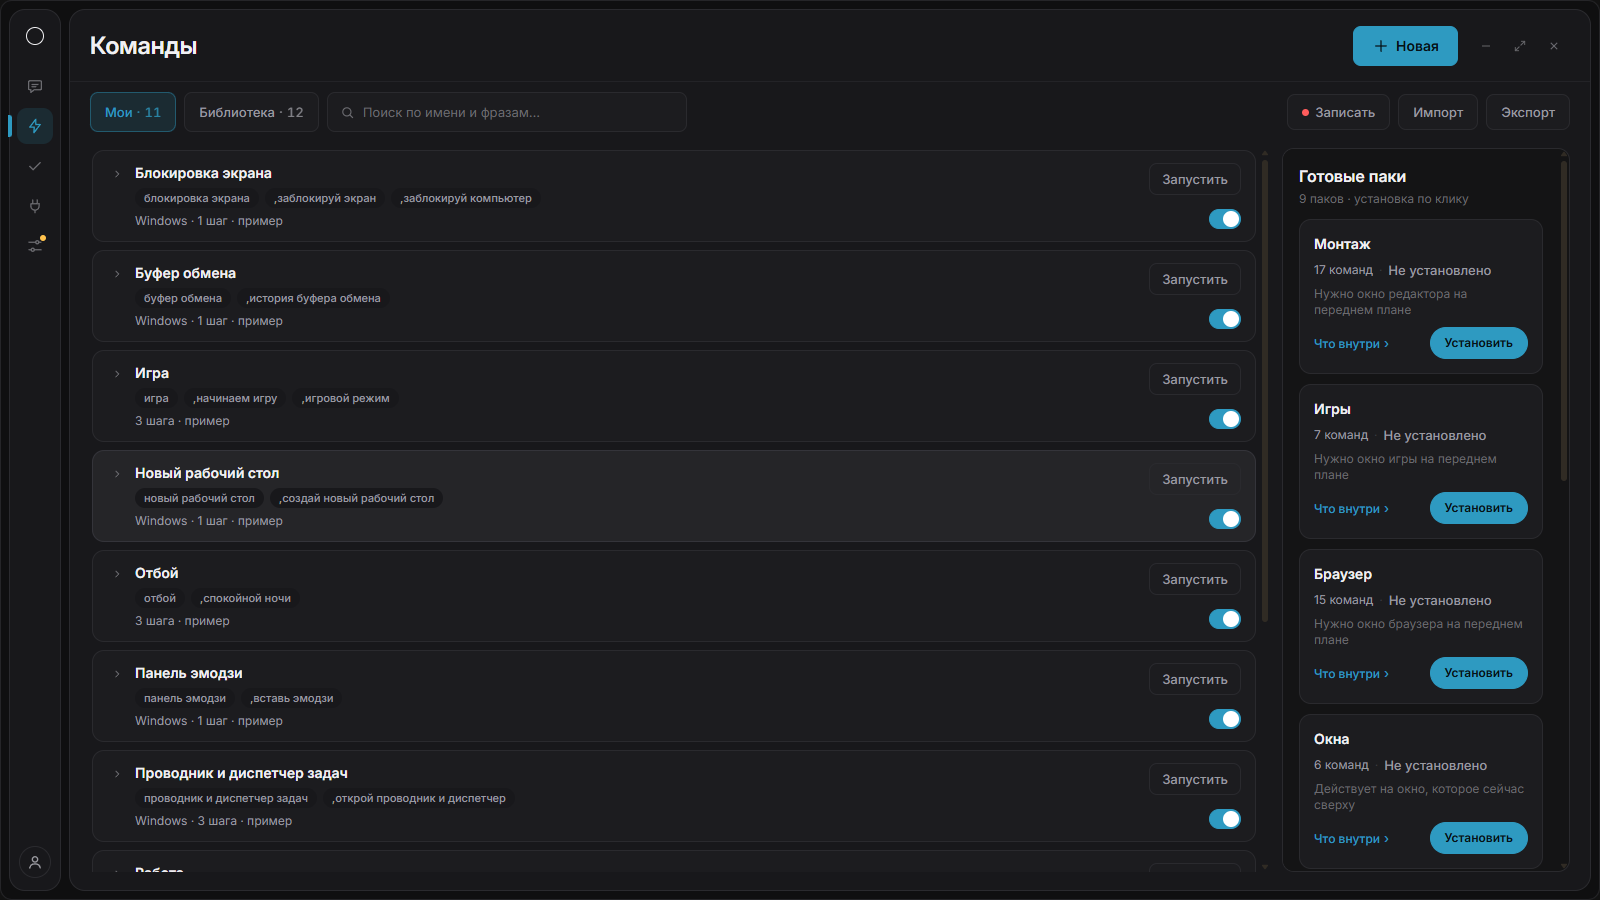 Команды
Новая
Мои · 11
Библиотека · 12
Поиск по имени и фразам...
Записать
Импорт
Экспорт
Блокировка экрана
блокировка экрана ,заблокируй экран ,заблокируй компьютер
Windows · 1 шаг · пример
Запустить
Буфер обмена
буфер обмена ,история буфера обмена
Windows · 1 шаг · пример
Запустить
Игра
игра ,начинаем игру ,игровой режим
3 шага · пример
Запустить
Новый рабочий стол
новый рабочий стол ,создай новый рабочий стол
Windows · 1 шаг · пример
Запустить
Отбой
отбой ,спокойной ночи
3 шага · пример
Запустить
Панель эмодзи
панель эмодзи ,вставь эмодзи
Windows · 1 шаг · пример
Запустить
Проводник и диспетчер задач
проводник и диспетчер задач ,открой проводник и диспетчер
Windows · 3 шага · пример
Запустить
Готовые паки
9 паков · установка по клику
Монтаж
17 команд · Не установлено
Нужно окно редактора на
переднем плане
Что внутри ›
Установить
Игры
7 команд · Не установлено
Нужно окно игры на переднем
плане
Что внутри ›
Установить
Браузер
15 команд · Не установлено
Нужно окно браузера на переднем
плане
Что внутри ›
Установить
Окна
6 команд · Не установлено
Действует на окно, которое сейчас
сверху
Что внутри ›
Установить